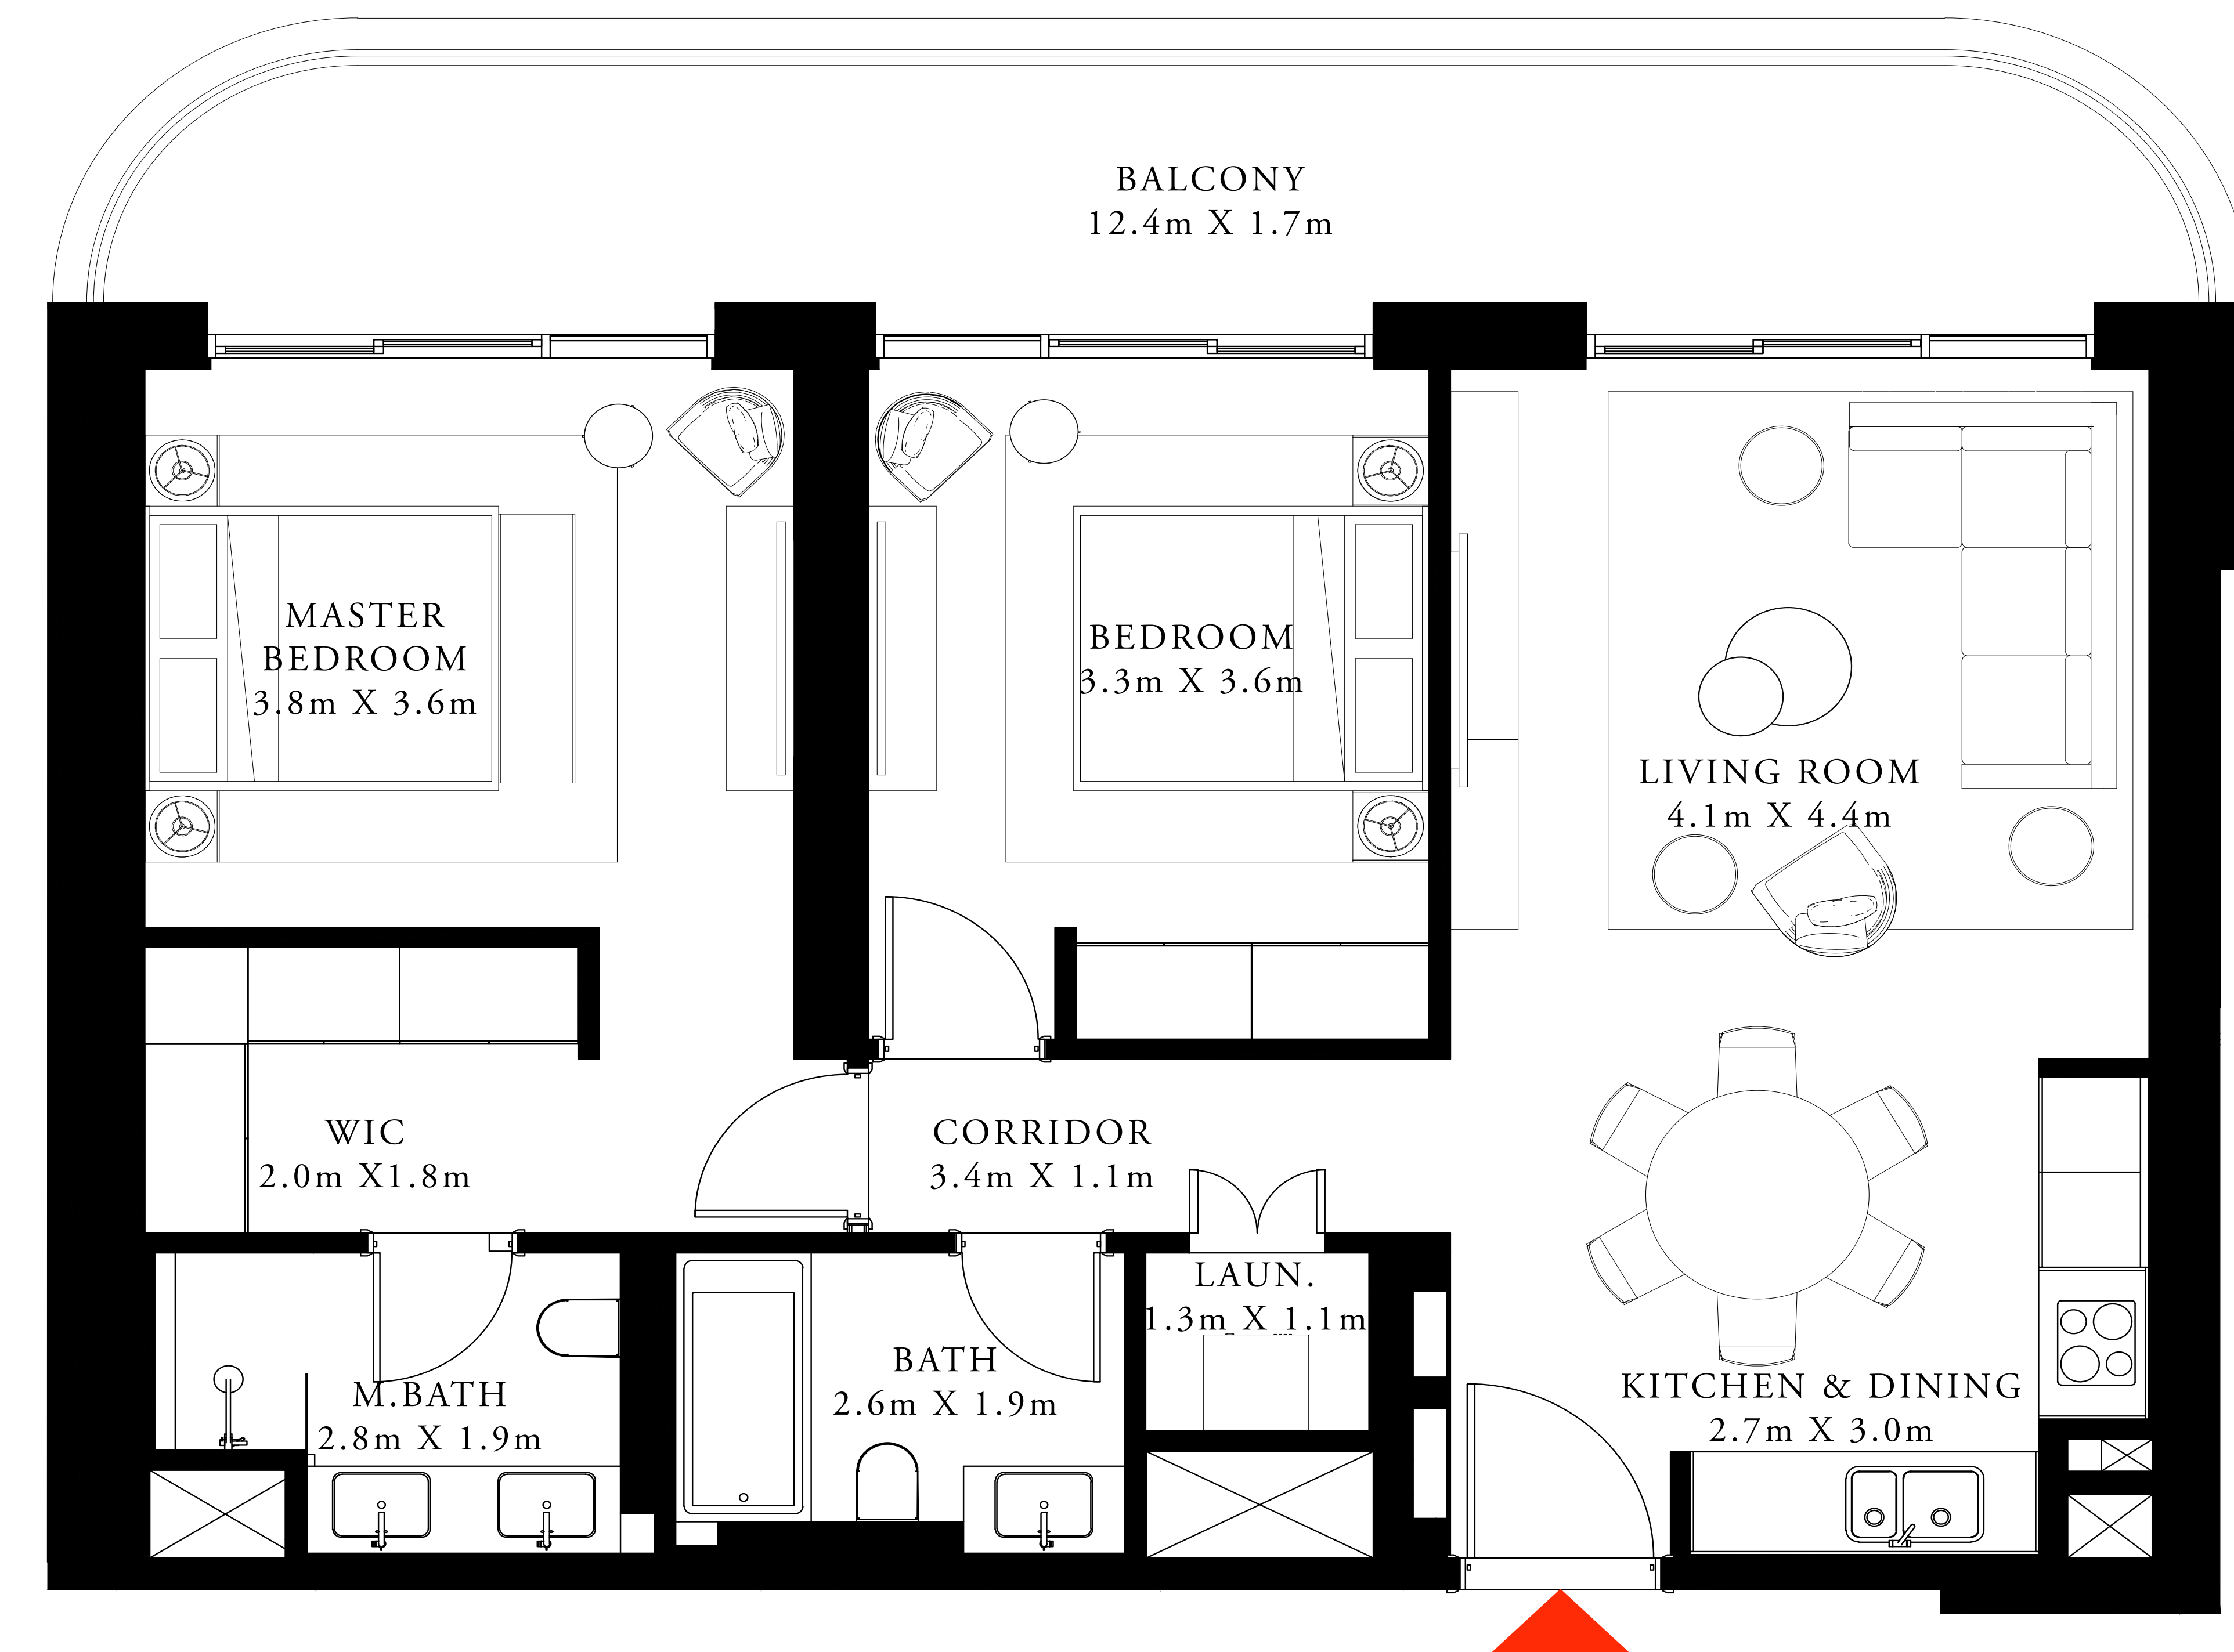 BALCONY
12.4m X 1.7m
MASTER
BEDROOM
3.8m X 3.6m
BEDROOM
3.3m X 3.6m
LIVING ROOM
4.1m X 4.4m
WIC
2.0m X1.8m
CORRIDOR
3.4m X 1.1m
LAUN.
1.3m X 1.1m
BATH
2.6m X 1.9m
M.BATH
2.8m X 1.9m
KITCHEN & DINING
2.7m X 3.0m